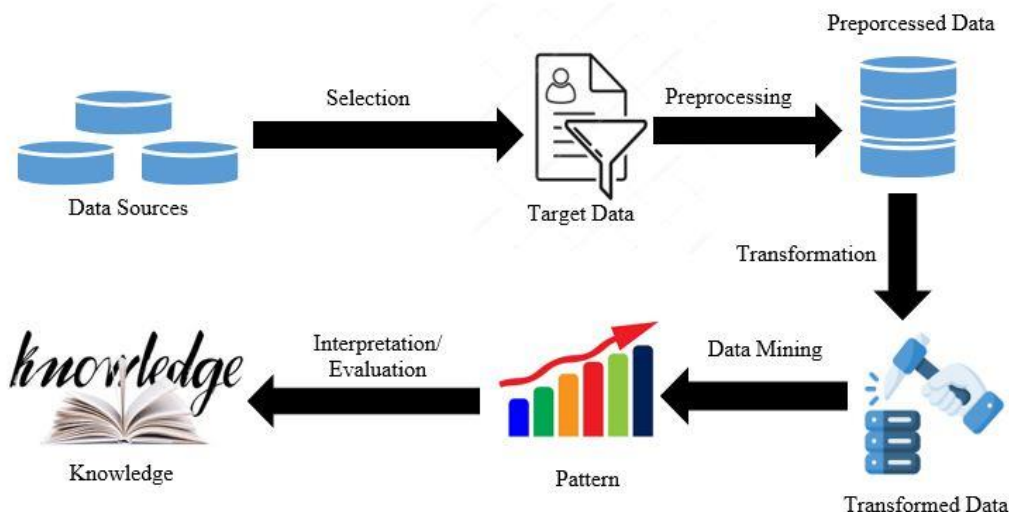 Preporcessed Data
Selection
Preprocessing
Data Sources
Target Data
Transformation
knowledge
Interpretation/
Evaluation
Data Mining
Knowledge
Pattern
Transformed Data